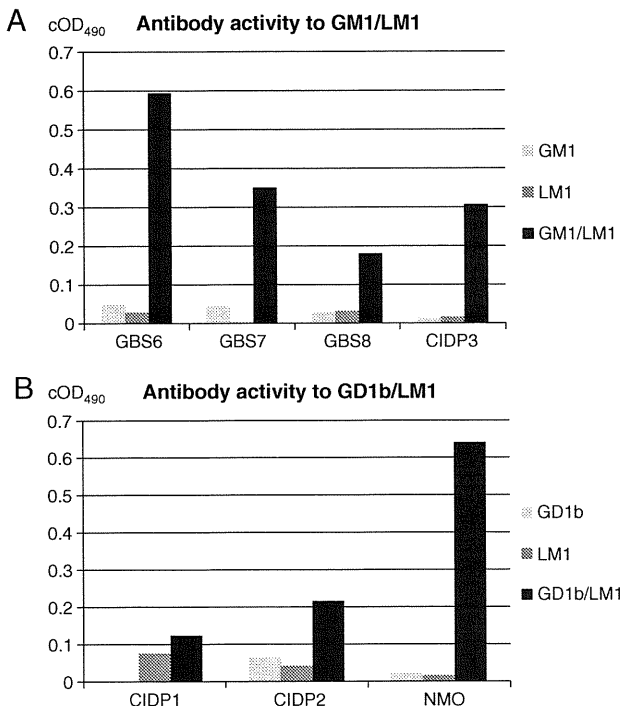 A cOD490 Antibody activity to GM1/LM1
0.7
0.6
0.5
0.4
0.3
0.2
0.1
0
GBS6 GBS7 GBS8 CIDP3
GM1
LM1
GM1/LM1
B cOD490 Antibody activity to GD1b/LM1
0.7
0.6
0.5
0.4
0.3
0.2
0.1
0
CIDP1 CIDP2 NMO
GD1b
LM1
GD1b/LM1